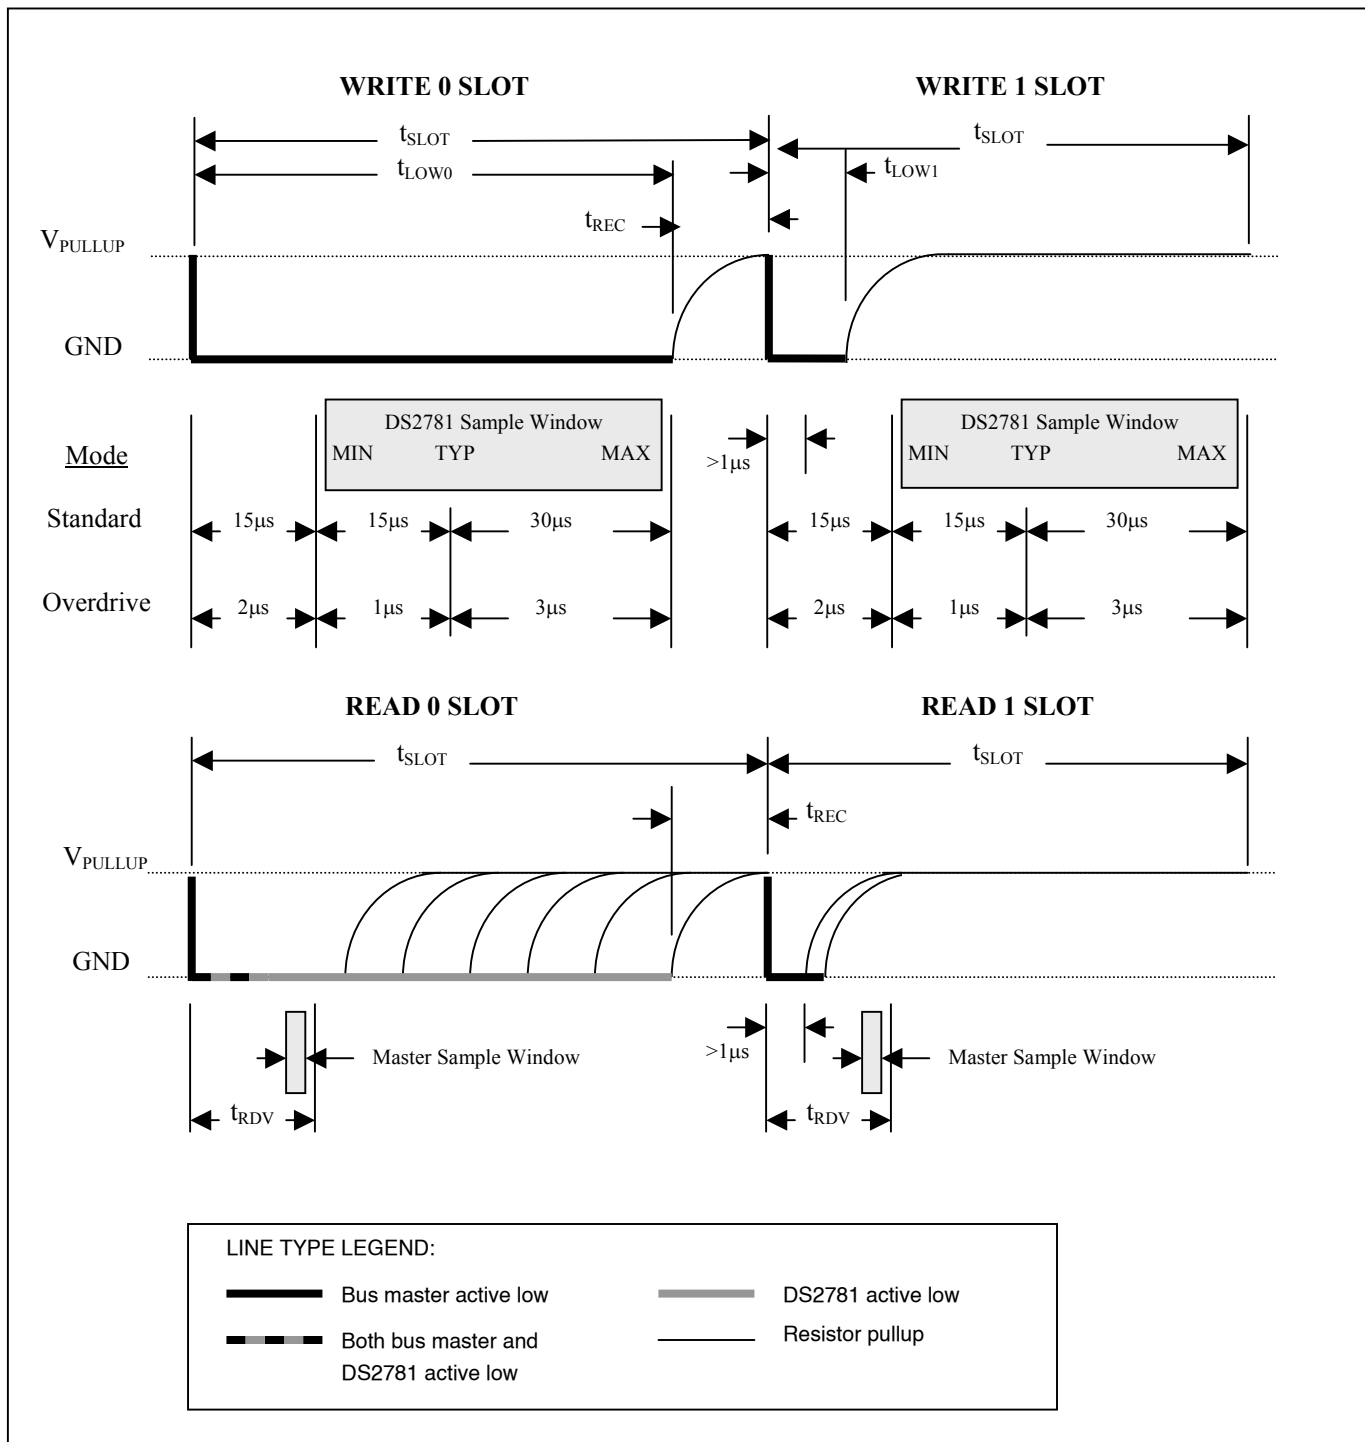 WRITE 0 SLOT WRITE 1 SLOT
tSLOT tSLOT
tLOW0 tLOW1
tREC
VPULLUP
GND
DS2781 Sample Window DS2781 Sample Window
Mode MIN TYP MAX >1μs MIN TYP MAX
Standard 15μs 15μs 30μs 15μs 15μs 30μs
Overdrive 2μs 1μs 3μs 2μs 1μs 3μs
READ 0 SLOT READ 1 SLOT
tSLOT tSLOT
tREC
VPULLUP
GND
>1μs
Master Sample Window Master Sample Window
tRDV tRDV
LINE TYPE LEGEND:
Bus master active low DS2781 active low
Both bus master and Resistor pullup
DS2781 active low